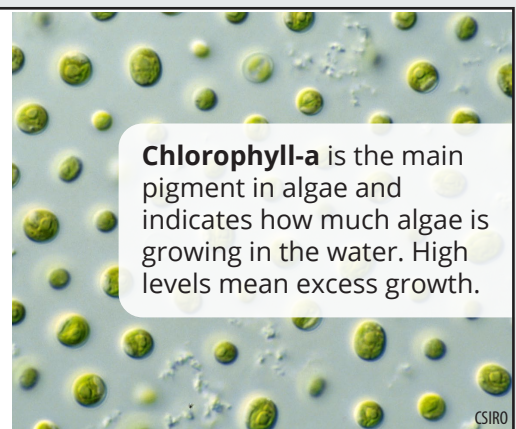 Chlorophyll-a is the main
pigment in algae and
indicates how much algae is
growing in the water. High
levels mean excess growth.
CSIRO